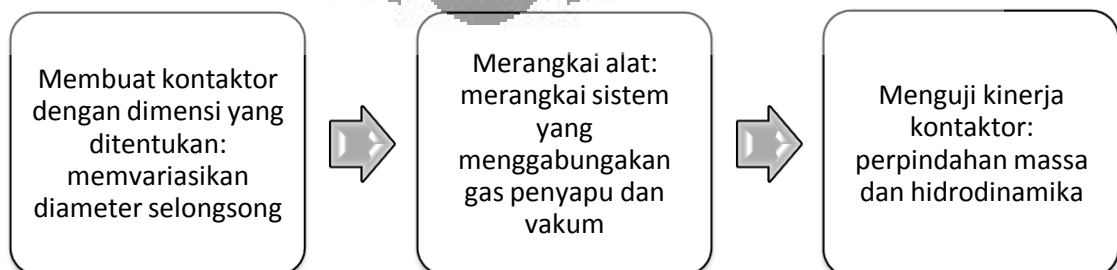 Membuat kontaktor
dengan dimensi yang
ditentukan:
memvariasikan
diameter selongsong
Merangkai alat:
merangkai sistem
yang
menggabungakan
gas penyapu dan
vakum
Menguji kinerja
kontaktor:
perpindahan massa
dan hidrodinamika